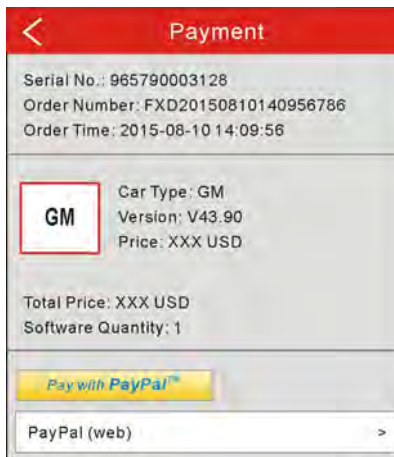 Payment
Serial No.: 965790003128
Order Number: FXD20150810140956786
Order Time: 2015-08-10 14:09:56
GM
Car Type: GM
Version: V43.90
Price: XXX USD
Total Price: XXX USD
Software Quantity: 1
Pay with PayPal™
PayPal (web) >